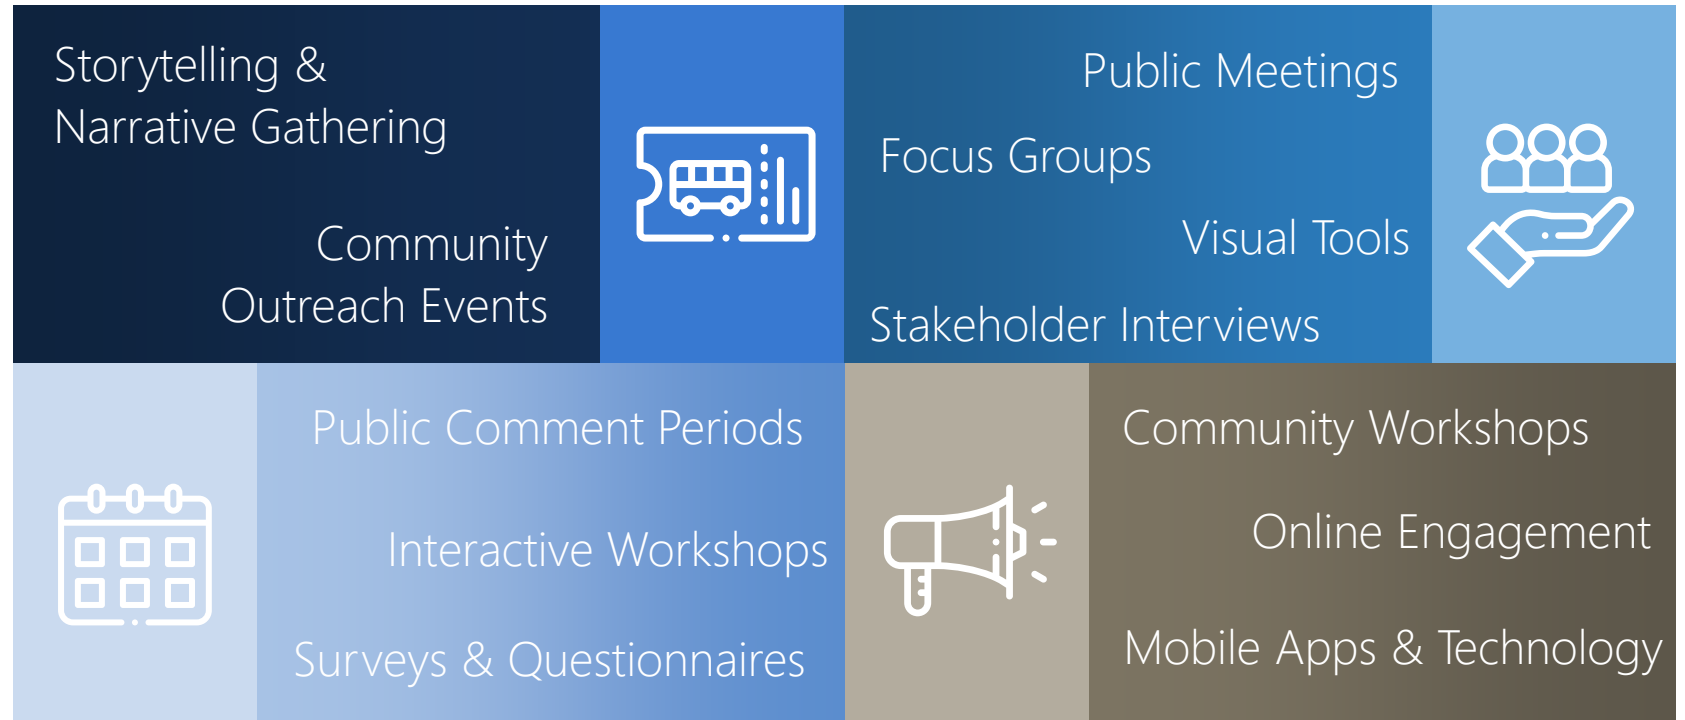 Storytelling &
Narrative Gathering
Community
Outreach Events
Public Meetings
Focus Groups
Visual Tools
Stakeholder Interviews
Public Comment Periods
Interactive Workshops
Surveys & Questionnaires
Community Workshops
Online Engagement
Mobile Apps & Technology